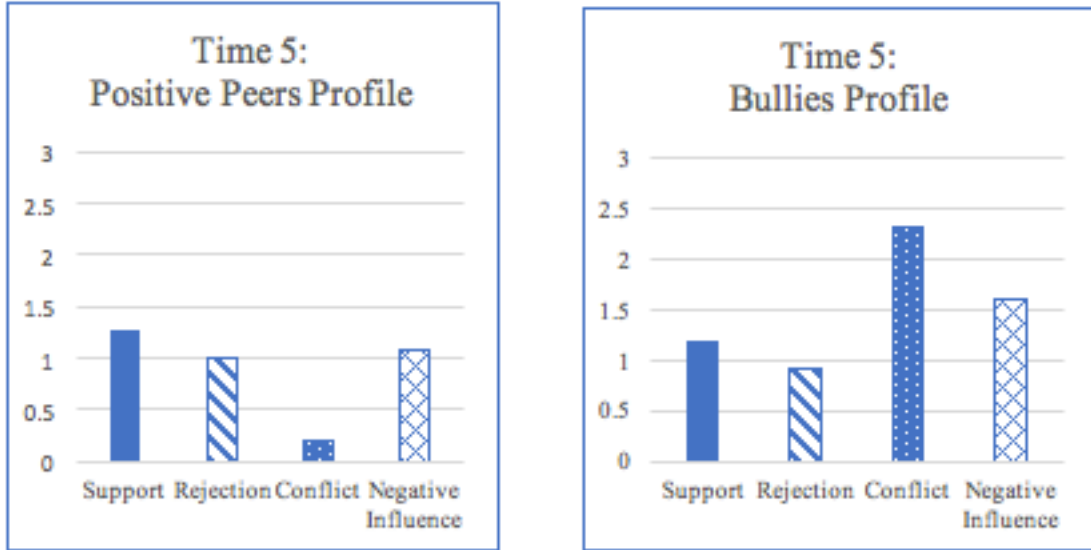 Time 5:
Positive Peers Profile
3
2.5
2
1.5
1
0.5
0
Support Rejection Conflict Negative
Influence
Time 5:
Bullies Profile
3
2.5
2
1.5
1
0.5
0
Support Rejection Conflict Negative
Influence